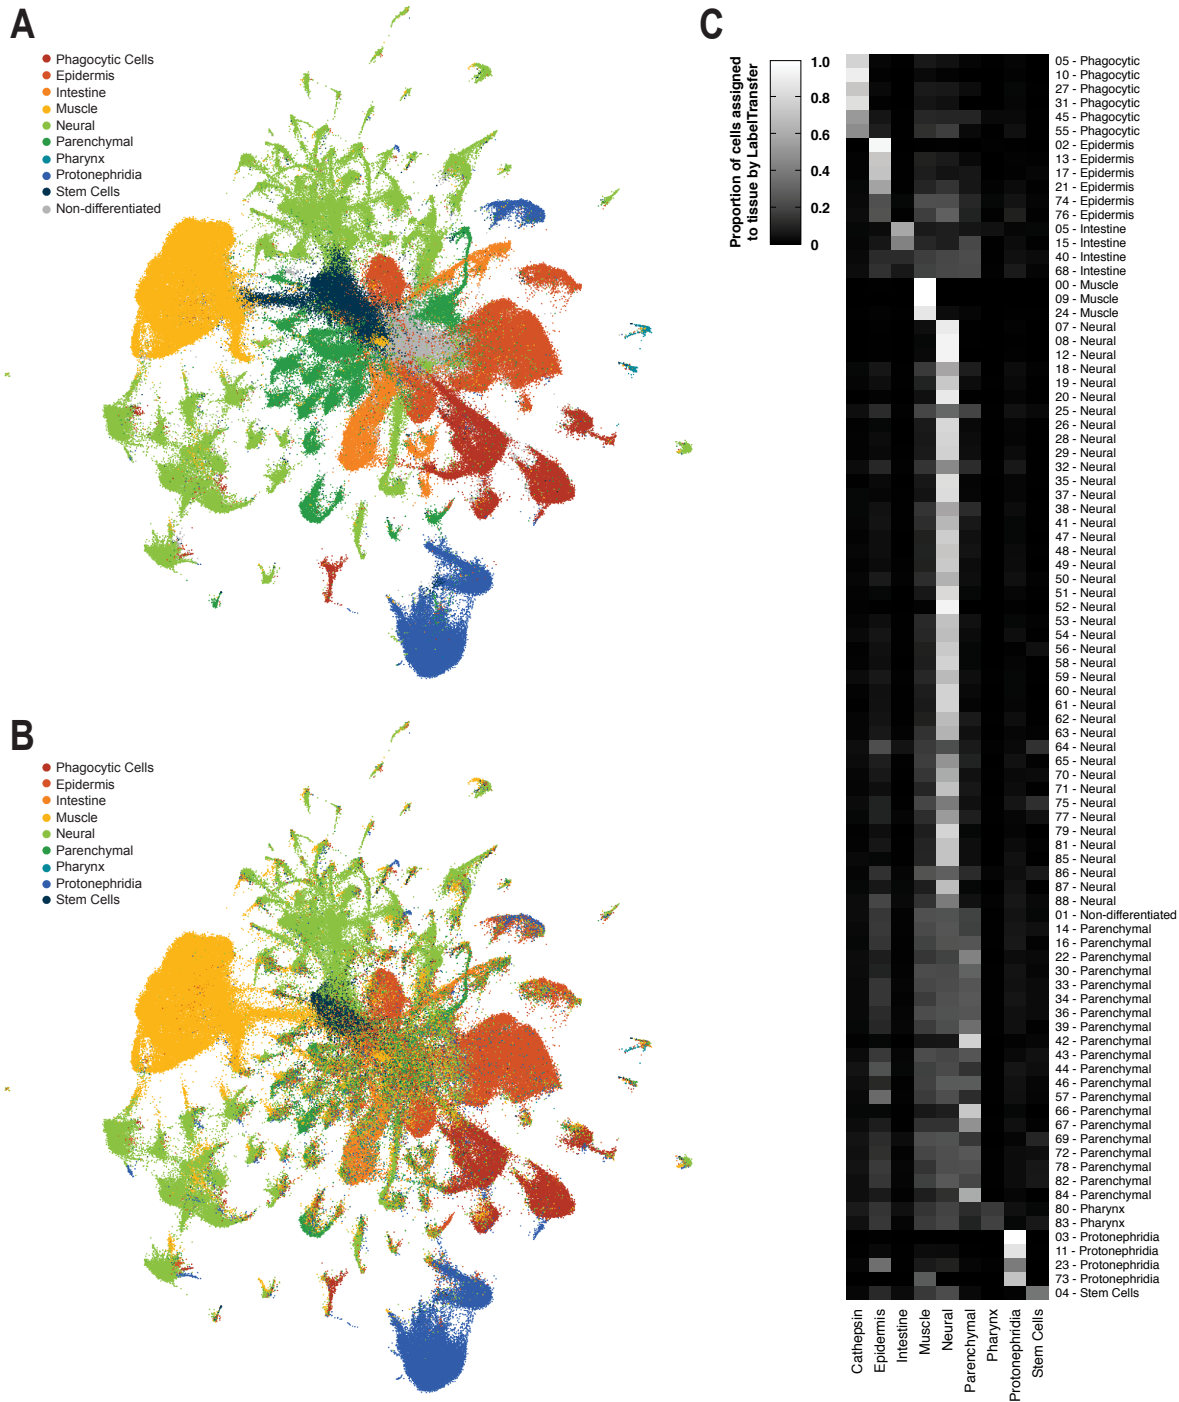 A
Phagocytic Cells
Epidermis
Intestine
Muscle
Neural
Parenchymal
Pharynx
Protonephridia
Stem Cells
Non-differentiated
B
Phagocytic Cells
Epidermis
Intestine
Muscle
Neural
Parenchymal
Pharynx
Protonephridia
Stem Cells
C
Proportion of cells assigned
to tissue by LabelTransfer
1.0
0.8
0.6
0.4
0.2
0
05 - Phagocytic
10 - Phagocytic
27 - Phagocytic
31 - Phagocytic
45 - Phagocytic
55 - Phagocytic
02 - Epidermis
13 - Epidermis
17 - Epidermis
21 - Epidermis
74 - Epidermis
76 - Epidermis
05 - Intestine
15 - Intestine
40 - Intestine
68 - Intestine
00 - Muscle
09 - Muscle
24 - Muscle
07 - Neural
08 - Neural
12 - Neural
18 - Neural
19 - Neural
20 - Neural
25 - Neural
26 - Neural
28 - Neural
29 - Neural
32 - Neural
35 - Neural
37 - Neural
38 - Neural
41 - Neural
47 - Neural
48 - Neural
49 - Neural
50 - Neural
51 - Neural
52 - Neural
53 - Neural
54 - Neural
56 - Neural
58 - Neural
59 - Neural
60 - Neural
61 - Neural
62 - Neural
63 - Neural
64 - Neural
65 - Neural
70 - Neural
71 - Neural
75 - Neural
77 - Neural
79 - Neural
81 - Neural
85 - Neural
86 - Neural
87 - Neural
88 - Neural
01 - Non-differentiated
14 - Parenchymal
16 - Parenchymal
22 - Parenchymal
30 - Parenchymal
33 - Parenchymal
34 - Parenchymal
36 - Parenchymal
39 - Parenchymal
42 - Parenchymal
43 - Parenchymal
44 - Parenchymal
46 - Parenchymal
57 - Parenchymal
66 - Parenchymal
67 - Parenchymal
69 - Parenchymal
72 - Parenchymal
78 - Parenchymal
82 - Parenchymal
84 - Parenchymal
80 - Pharynx
83 - Pharynx
03 - Protonephridia
11 - Protonephridia
23 - Protonephridia
73 - Protonephridia
04 - Stem Cells
Cathepsin
Epidermis
Intestine
Muscle
Neural
Parenchymal
Pharynx
Protonephridia
Stem Cells